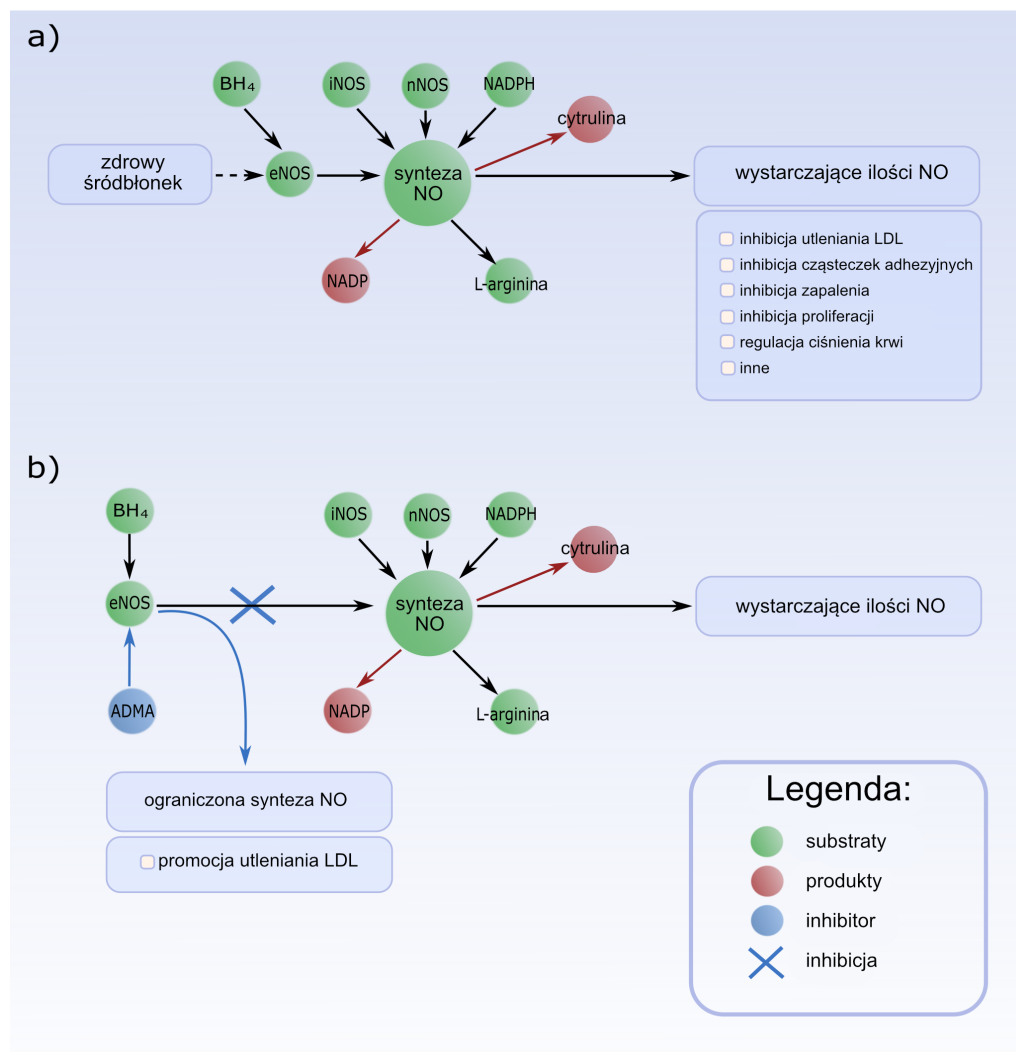 a)
BH₄
iNOS
nNOS
NADPH
cytrulina
zdrowy
śródbłonek
eNOS
synteza
NO
wystarczające ilości NO
NADP
L-arginina
inhibicja utleniania LDL
inhibicja cząsteczek adhezyjnych
inhibicja zapalenia
inhibicja proliferacji
regulacja ciśnienia krwi
inne
b)
BH₄
iNOS
nNOS
NADPH
cytrulina
eNOS
synteza
NO
wystarczające ilości NO
ADMA
NADP
L-arginina
ograniczona synteza NO
promocja utleniania LDL
Legenda:
substraty
produkty
inhibitor
inhibicja